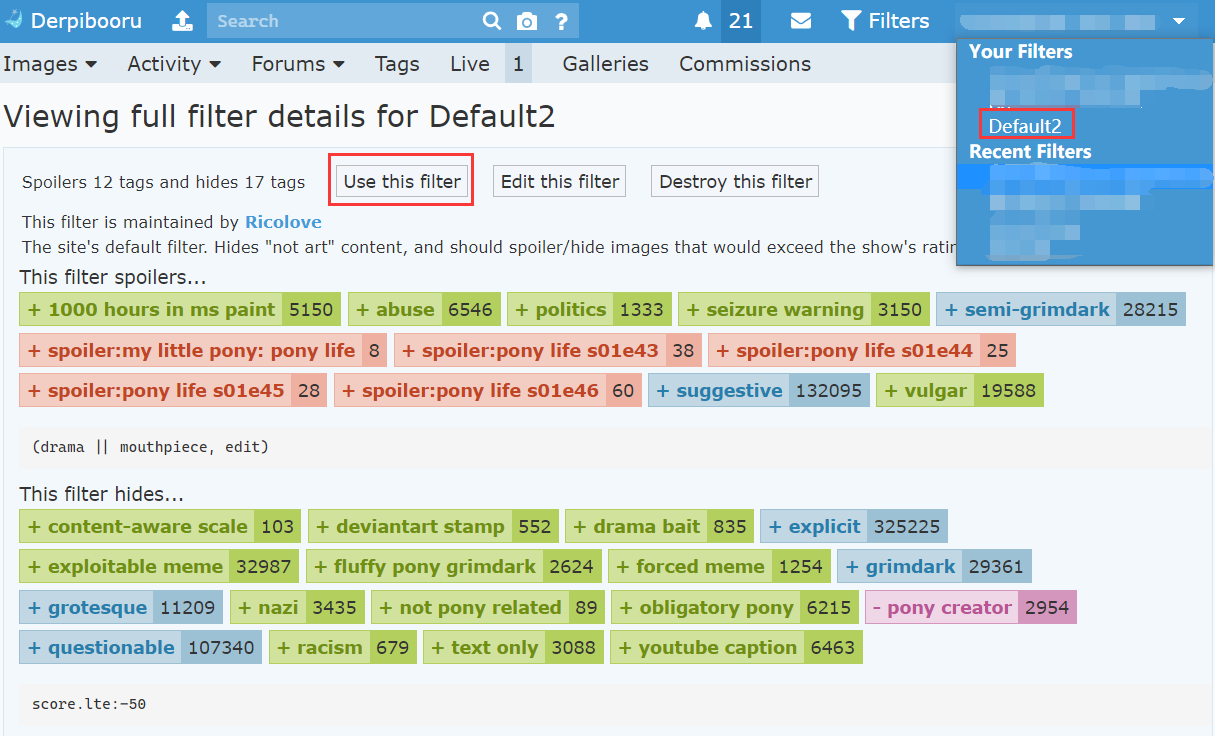 Derpibooru Search ? 21 Filters
Images Activity Forums Tags Live 1 Galleries Commissions
Your Filters
Default2
Recent Filters
Viewing full filter details for Default2
Spoilers 12 tags and hides 17 tags Use this filter Edit this filter Destroy this filter
This filter is maintained by Ricolove
The site's default filter. Hides "not art" content, and should spoiler/hide images that would exceed the show's
This filter spoilers...
+ 1000 hours in ms paint 5150 + abuse 6546 + politics 1333 + seizure warning 3150 + semi-grimdark 28215
+ spoiler:my little pony: pony life 8 + spoiler:pony life s01e43 38 + spoiler:pony life s01e44 25
+ spoiler:pony life s01e45 28 + spoiler:pony life s01e46 60 + suggestive 132095 + vulgar 19588
(drama || mouthpiece, edit)
This filter hides...
+ content-aware scale 103 + deviantart stamp 552 + drama bait 835 + explicit 325225
+ exploitable meme 32987 + fluffy pony grimdark 2624 + forced meme 1254 + grimdark 29361
+ grotesque 11209 + nazi 3435 + not pony related 89 + obligatory pony 6215 - pony creator 2954
+ questionable 107340 + racism 679 + text only 3088 + youtube caption 6463
score.lte:-50